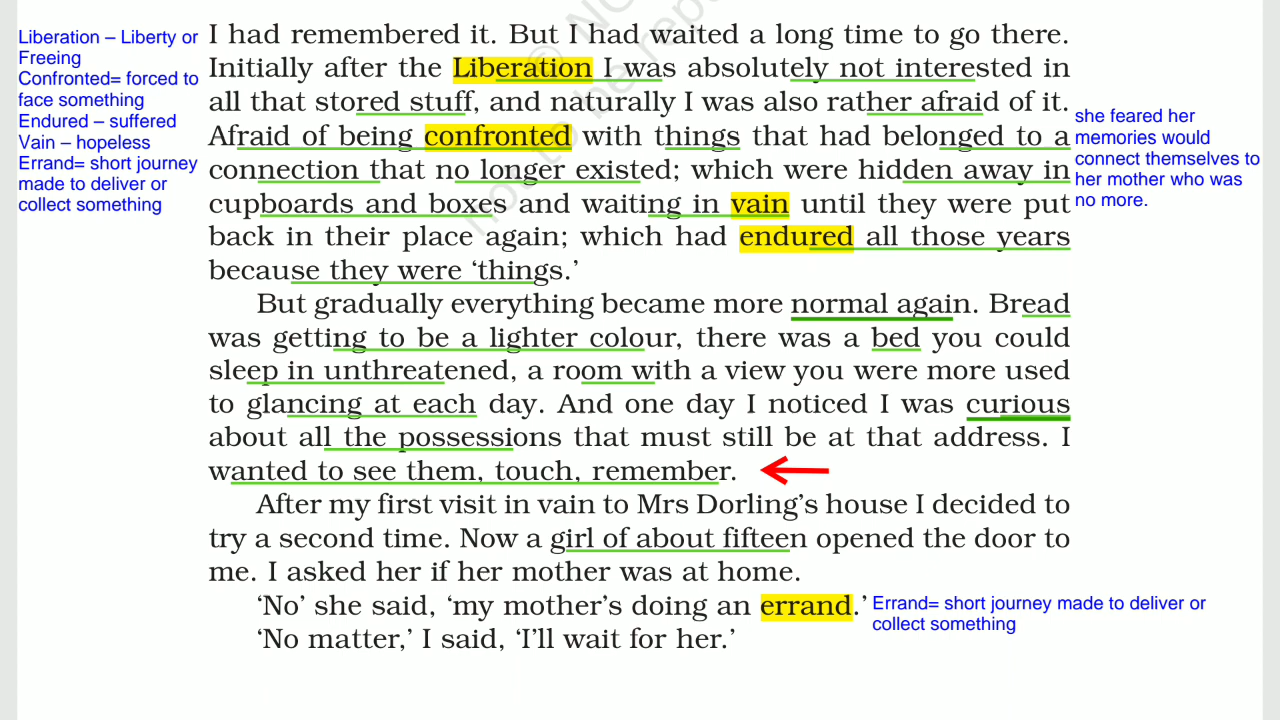 Liberation – Liberty or
Freeing
Confronted= forced to
face something
Endured – suffered
Vain – hopeless
Errand= short journey
made to deliver or
collect something
I had remembered it. But I had waited a long time to go there.
Initially after the Liberation I was absolutely not interested in
all that stored stuff, and naturally I was also rather afraid of it.
Afraid of being confronted with things that had belonged to a
connection that no longer existed; which were hidden away in
cupboards and boxes and waiting in vain until they were put
back in their place again; which had endured all those years
because they were ‘things.’
she feared her
memories would
connect themselves to
her mother who was
no more.
But gradually everything became more normal again. Bread
was getting to be a lighter colour, there was a bed you could
sleep in unthreatened, a room with a view you were more used
to glancing at each day. And one day I noticed I was curious
about all the possessions that must still be at that address. I
wanted to see them, touch, remember.
After my first visit in vain to Mrs Dorling’s house I decided to
try a second time. Now a girl of about fifteen opened the door to
me. I asked her if her mother was at home.
‘No’ she said, ‘my mother’s doing an errand.’
Errand= short journey made to deliver or
collect something
‘No matter,’ I said, ‘I’ll wait for her.’